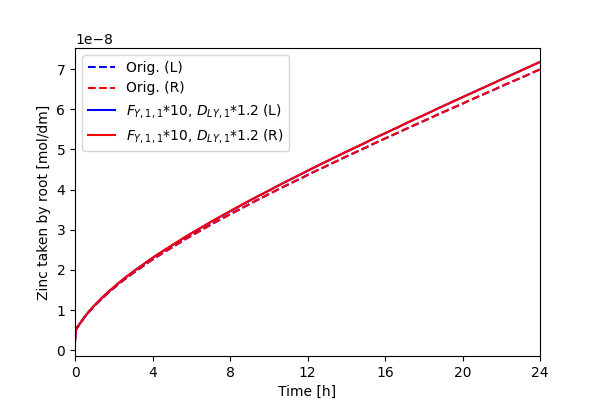 1e−8
Zinc taken by root [mol/dm]
7
6
5
4
3
2
1
0
Orig. (L)
Orig. (R)
F_{Y,1,1}*10, D_{LY,1}*1.2 (L)
F_{Y,1,1}*10, D_{LY,1}*1.2 (R)
0 4 8 12 16 20 24
Time [h]